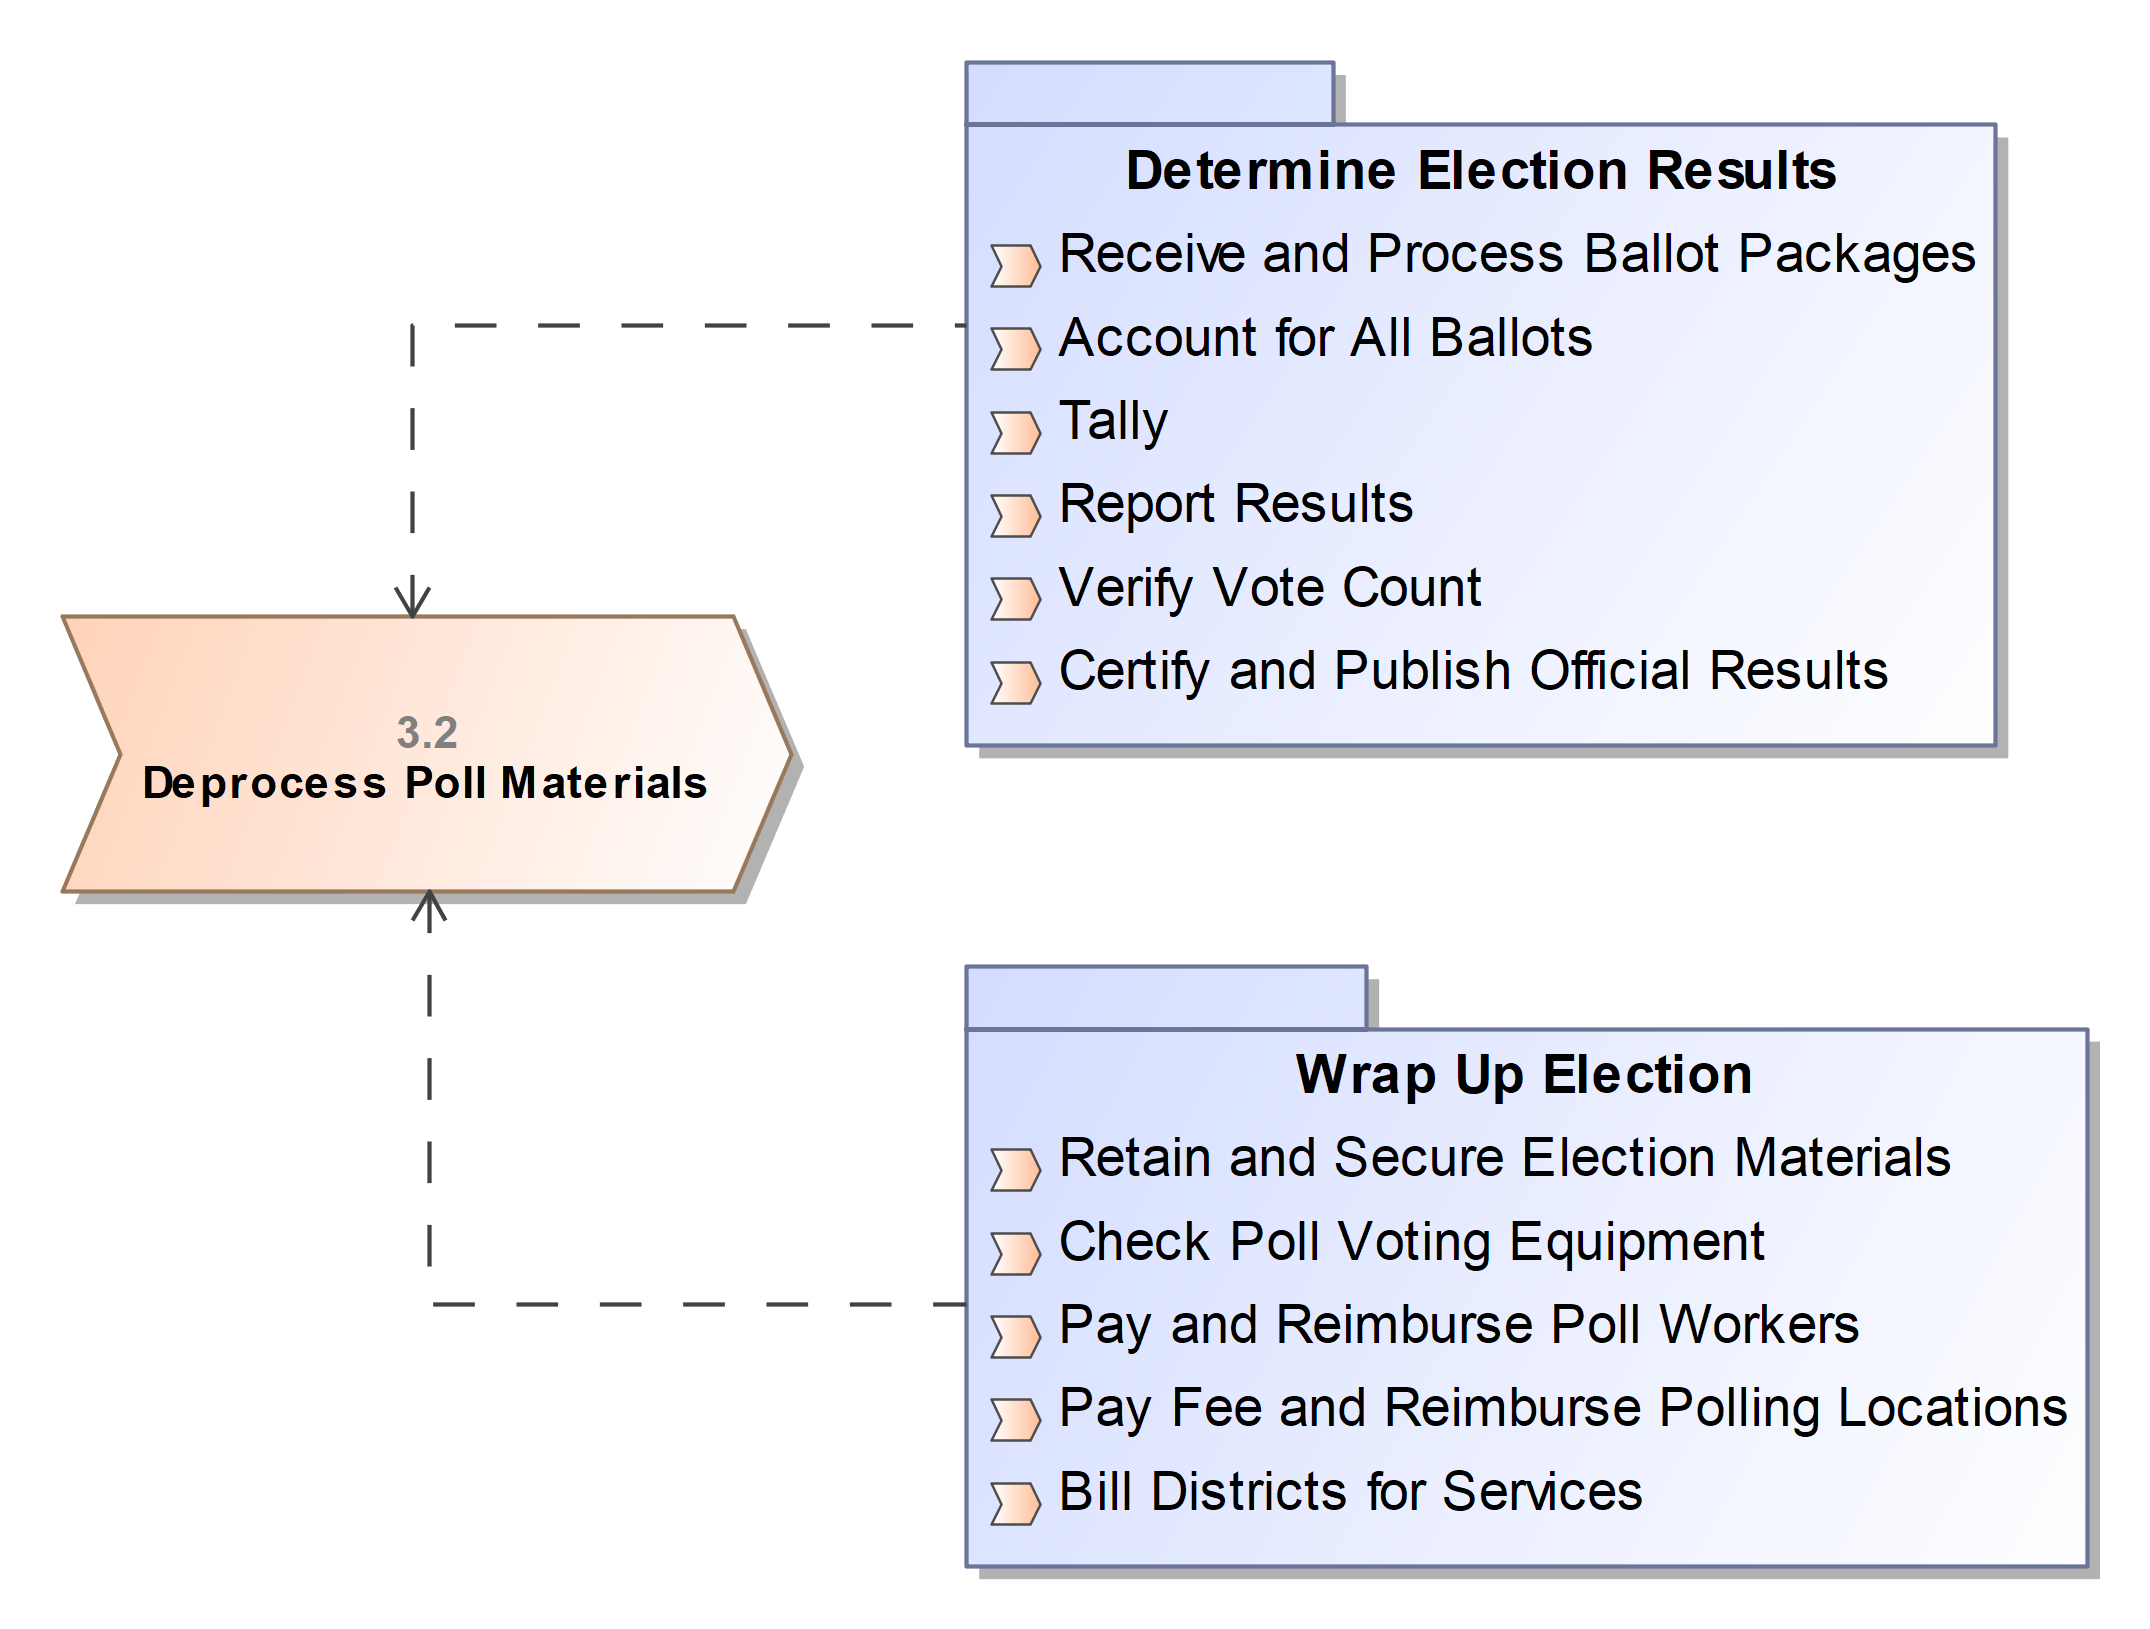 Determine Election Results
Receive and Process Ballot Packages
Account for All Ballots
Tally
Report Results
Verify Vote Count
Certify and Publish Official Results
3.2
Deprocess Poll Materials
Wrap Up Election
Retain and Secure Election Materials
Check Poll Voting Equipment
Pay and Reimburse Poll Workers
Pay Fee and Reimburse Polling Locations
Bill Districts for Services